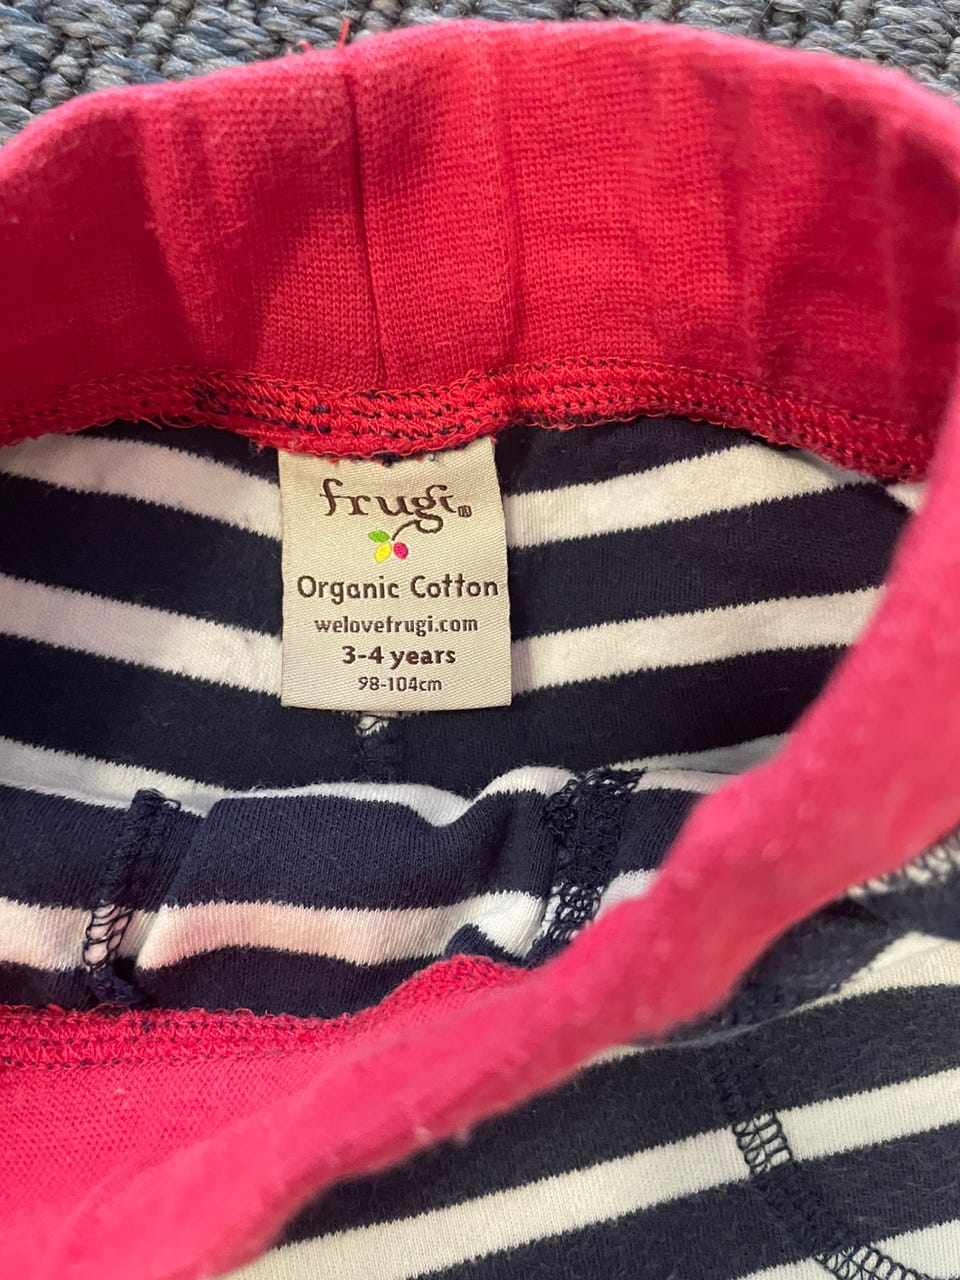 frugi®
Organic Cotton
welovefrugi.com
3-4 years
98-104cm